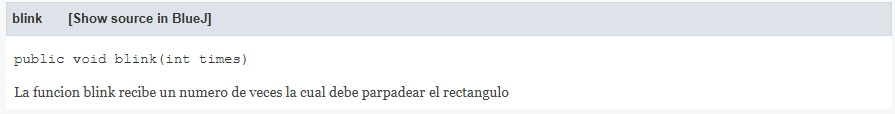 blink [Show source in BlueJ]
public void blink(int times)
La funcion blink recibe un numero de veces la cual debe parpadear el rectangulo